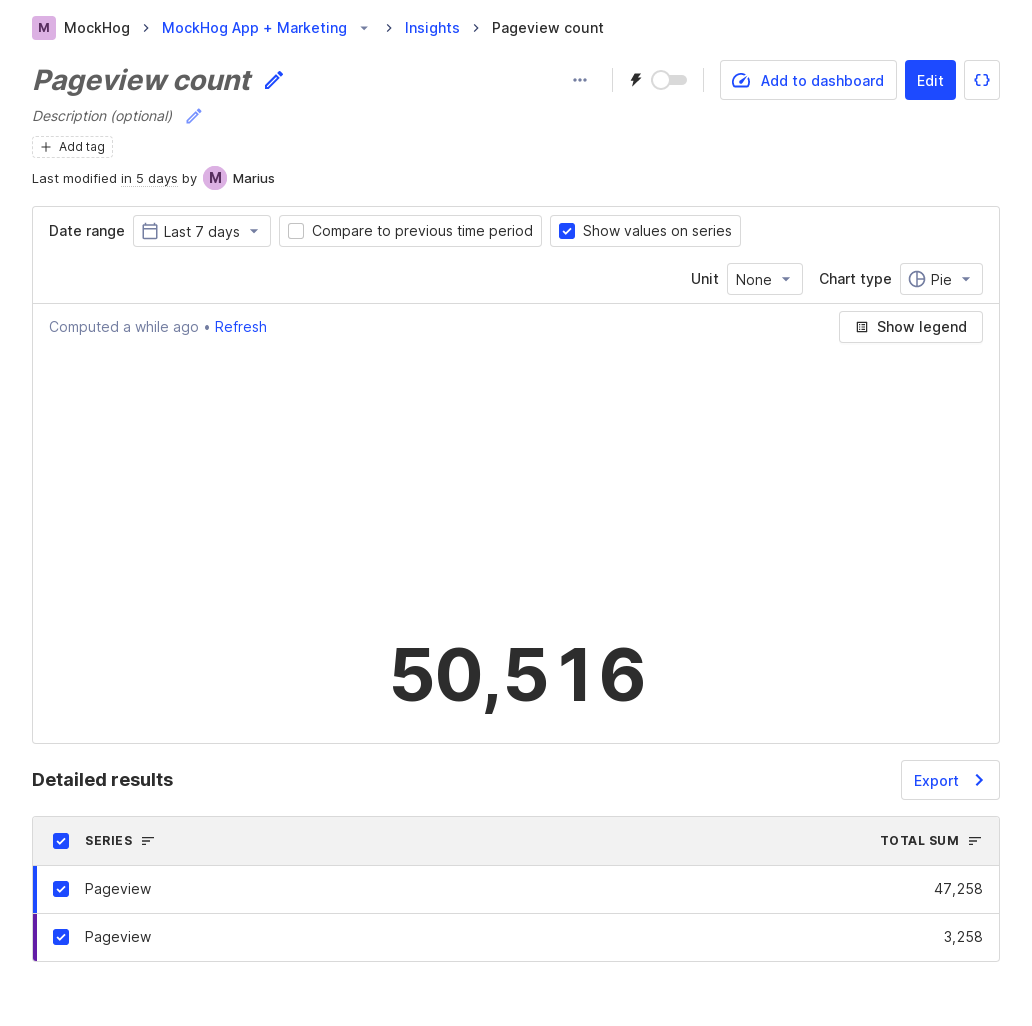 M MockHog MockHog App + Marketing Insights Pageview count
Pageview count
Add to dashboard Edit {}
Description (optional)
Add tag
Last modified in 5 days by M Marius
Date range Last 7 days Compare to previous time period Show values on series
Unit None Chart type Pie
Computed a while ago • Refresh Show legend
50,516
Detailed results Export
SERIES TOTAL SUM
Pageview 47,258
Pageview 3,258